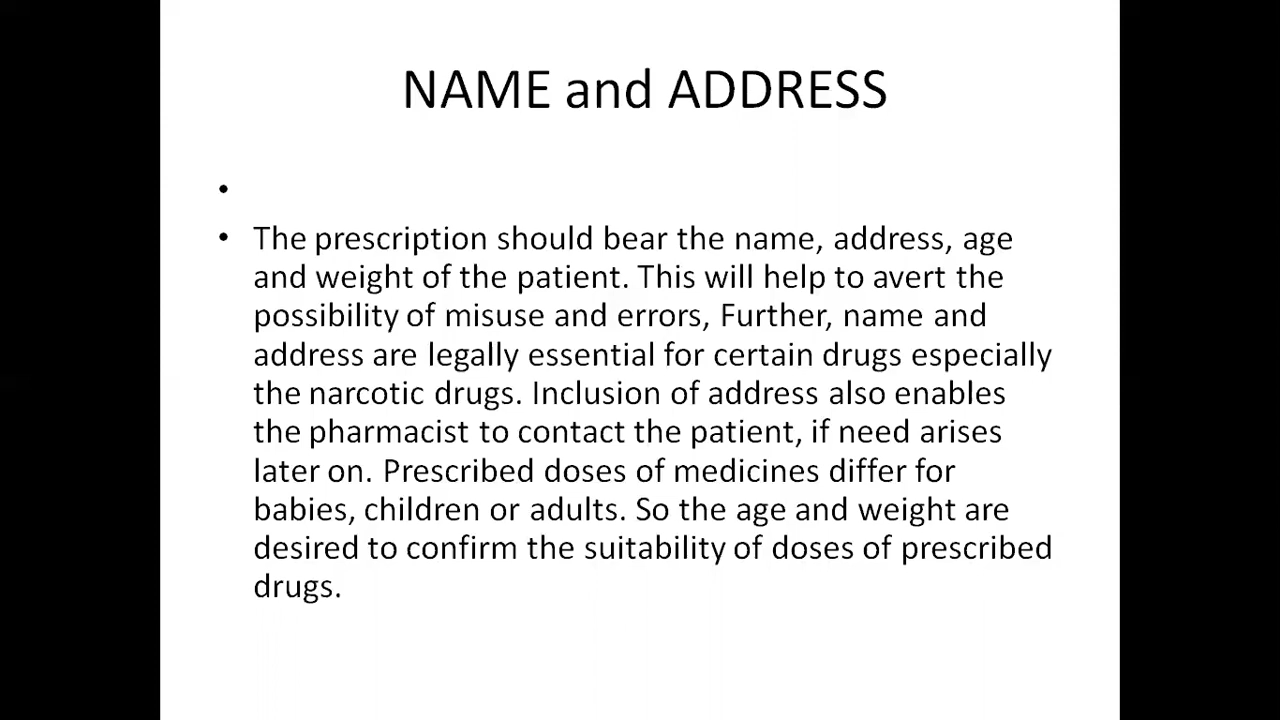 NAME and ADDRESS
•
• The prescription should bear the name, address, age
and weight of the patient. This will help to avert the
possibility of misuse and errors, Further, name and
address are legally essential for certain drugs especially
the narcotic drugs. Inclusion of address also enables
the pharmacist to contact the patient, if need arises
later on. Prescribed doses of medicines differ for
babies, children or adults. So the age and weight are
desired to confirm the suitability of doses of prescribed
drugs.